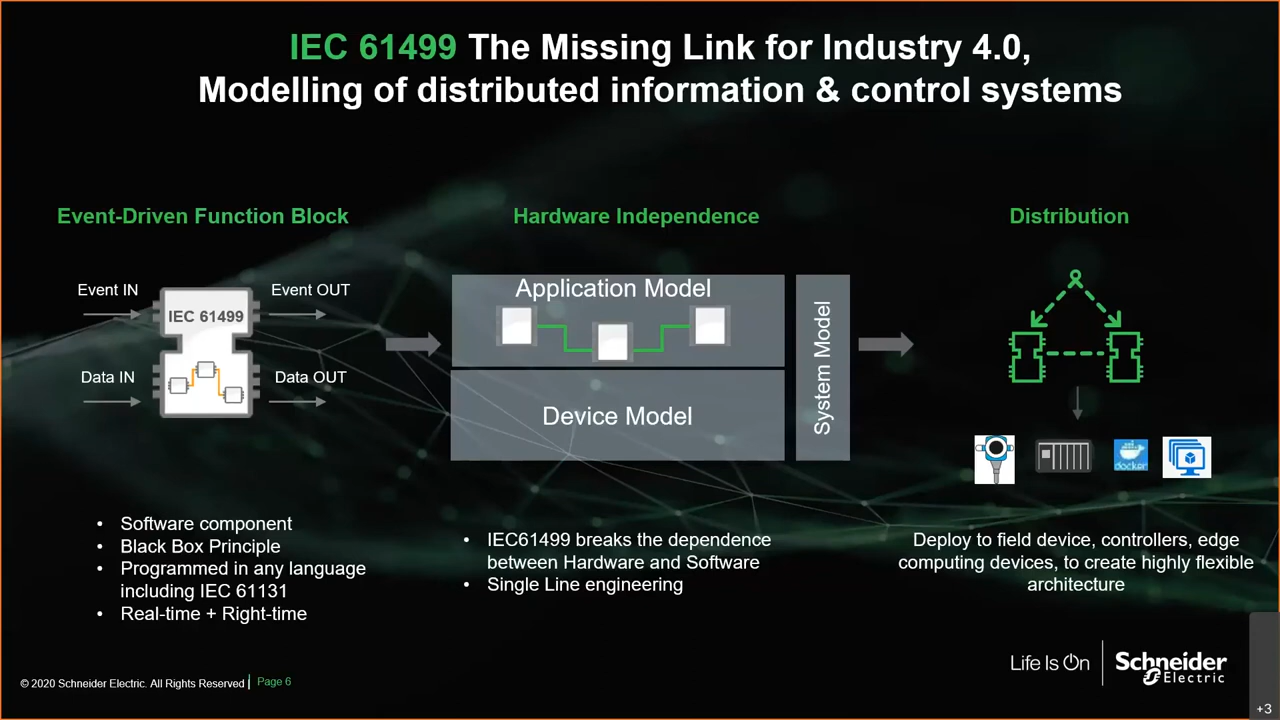 IEC 61499 The Missing Link for Industry 4.0,
Modelling of distributed information & control systems
Event-Driven Function Block
Event IN
Event OUT
IEC 61499
Data IN
Data OUT
• Software component
• Black Box Principle
• Programmed in any language
including IEC 61131
• Real-time + Right-time
Hardware Independence
Application Model
Device Model
System Model
• IEC61499 breaks the dependence
between Hardware and Software
• Single Line engineering
Distribution
docker
Deploy to field device, controllers, edge
computing devices, to create highly flexible
architecture
© 2020 Schneider Electric. All Rights Reserved | Page 6
Life Is On
Schneider
Electric
+3